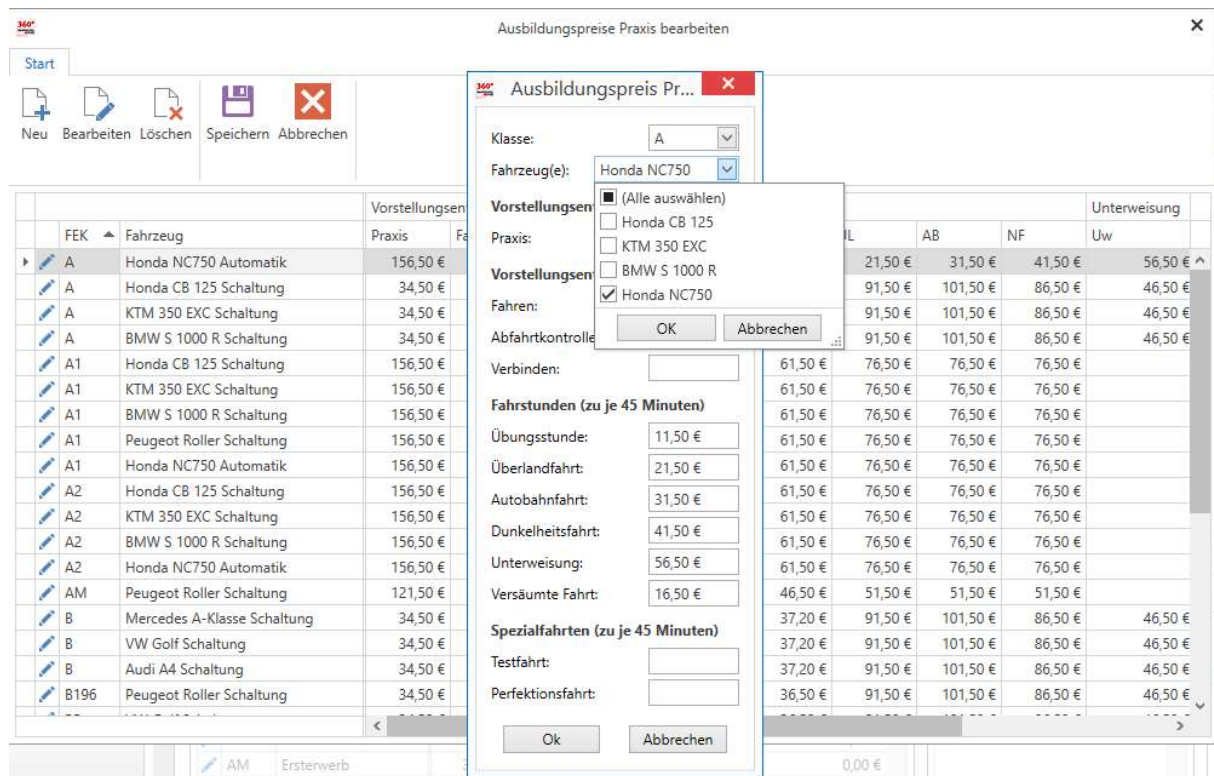 360°
Ausbildungspreise Praxis bearbeiten
Start
Neu Bearbeiten Löschen Speichern Abbrechen
Ausbildungspreis Pr...
Klasse: A
Fahrzeug(e): Honda NC750
(Alle auswählen)
Honda CB 125
KTM 350 EXC
BMW S 1000 R
Honda NC750
OK Abbrechen
Vorstellungsen
Praxis:
Vorstellungsen
Fahren:
Abfahrtkontrolle
Verbinden:
Fahrstunden (zu je 45 Minuten)
Übungsstunde: 11,50 €
Überlandfahrt: 21,50 €
Autobahnfahrt: 31,50 €
Dunkelheitsfahrt: 41,50 €
Unterweisung: 56,50 €
Versäumte Fahrt: 16,50 €
Spezialfahrten (zu je 45 Minuten)
Testfahrt:
Perfektionsfahrt:
Ok Abbrechen
Vorstellungsen Unterweisung
FEK Fahrzeug Praxis Fa AB NF Uw
A Honda NC750 Automatik 156,50 € 21,50 € 31,50 € 41,50 € 56,50 €
A Honda CB 125 Schaltung 34,50 € 91,50 € 101,50 € 86,50 € 46,50 €
A KTM 350 EXC Schaltung 34,50 € 91,50 € 101,50 € 86,50 € 46,50 €
A BMW S 1000 R Schaltung 34,50 € 91,50 € 101,50 € 86,50 € 46,50 €
A1 Honda CB 125 Schaltung 156,50 € 61,50 € 76,50 € 76,50 € 76,50 €
A1 KTM 350 EXC Schaltung 156,50 € 61,50 € 76,50 € 76,50 € 76,50 €
A1 BMW S 1000 R Schaltung 156,50 € 61,50 € 76,50 € 76,50 € 76,50 €
A1 Peugeot Roller Schaltung 156,50 € 61,50 € 76,50 € 76,50 € 76,50 €
A1 Honda NC750 Automatik 156,50 € 61,50 € 76,50 € 76,50 € 76,50 €
A2 Honda CB 125 Schaltung 156,50 € 61,50 € 76,50 € 76,50 € 76,50 €
A2 KTM 350 EXC Schaltung 156,50 € 61,50 € 76,50 € 76,50 € 76,50 €
A2 BMW S 1000 R Schaltung 156,50 € 61,50 € 76,50 € 76,50 € 76,50 €
A2 Honda NC750 Automatik 156,50 € 61,50 € 76,50 € 76,50 € 76,50 €
AM Peugeot Roller Schaltung 121,50 € 46,50 € 51,50 € 51,50 € 51,50 €
B Mercedes A-Klasse Schaltung 34,50 € 37,20 € 91,50 € 101,50 € 86,50 € 46,50 €
B VW Golf Schaltung 34,50 € 37,20 € 91,50 € 101,50 € 86,50 € 46,50 €
B Audi A4 Schaltung 34,50 € 37,20 € 91,50 € 101,50 € 86,50 € 46,50 €
B196 Peugeot Roller Schaltung 34,50 € 36,50 € 91,50 € 101,50 € 86,50 € 46,50 €
AM Ersterwerb 0,00 €